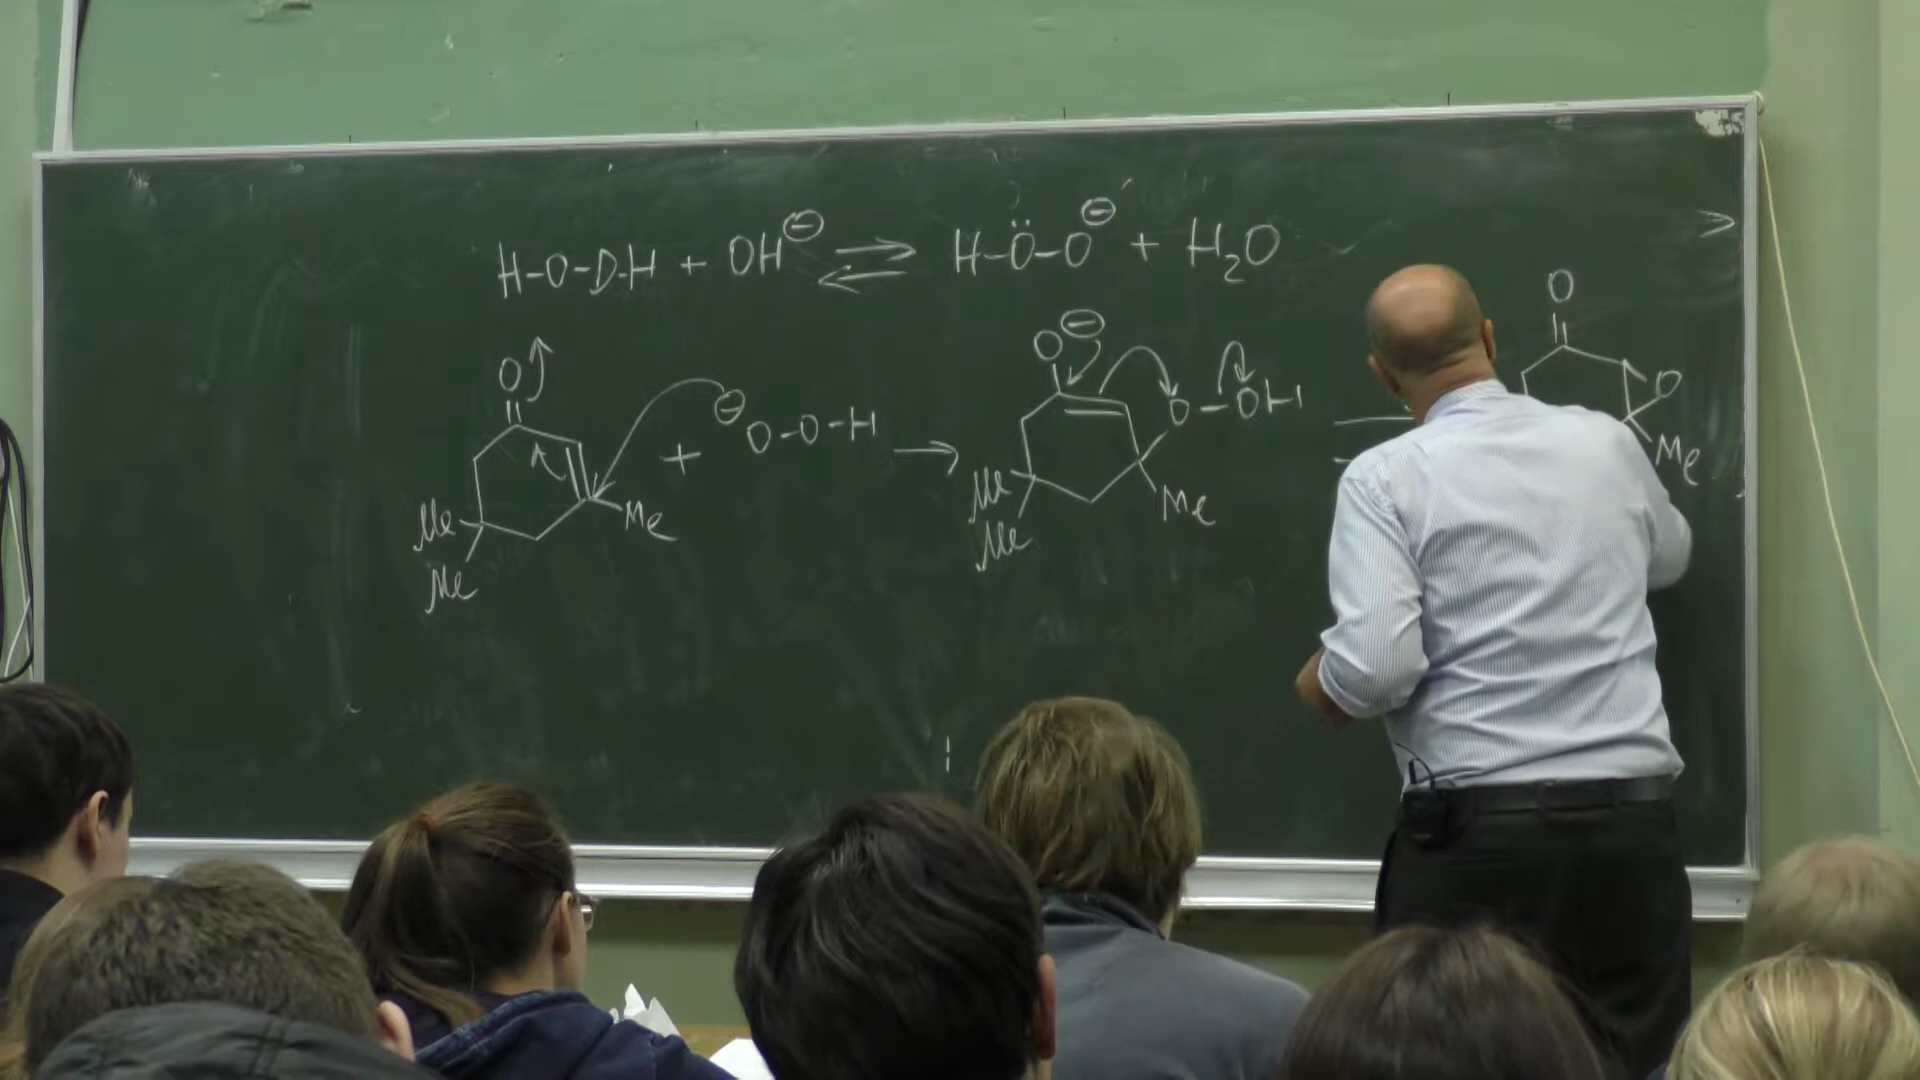 H-O-O-H + OH⊖ ⇌ H-Ö-O⊖ + H₂O
O
O⊖
O
⊖O-O-H
O-OH
O
+ →
Me
Me
Me
Me
Me
Me
Me